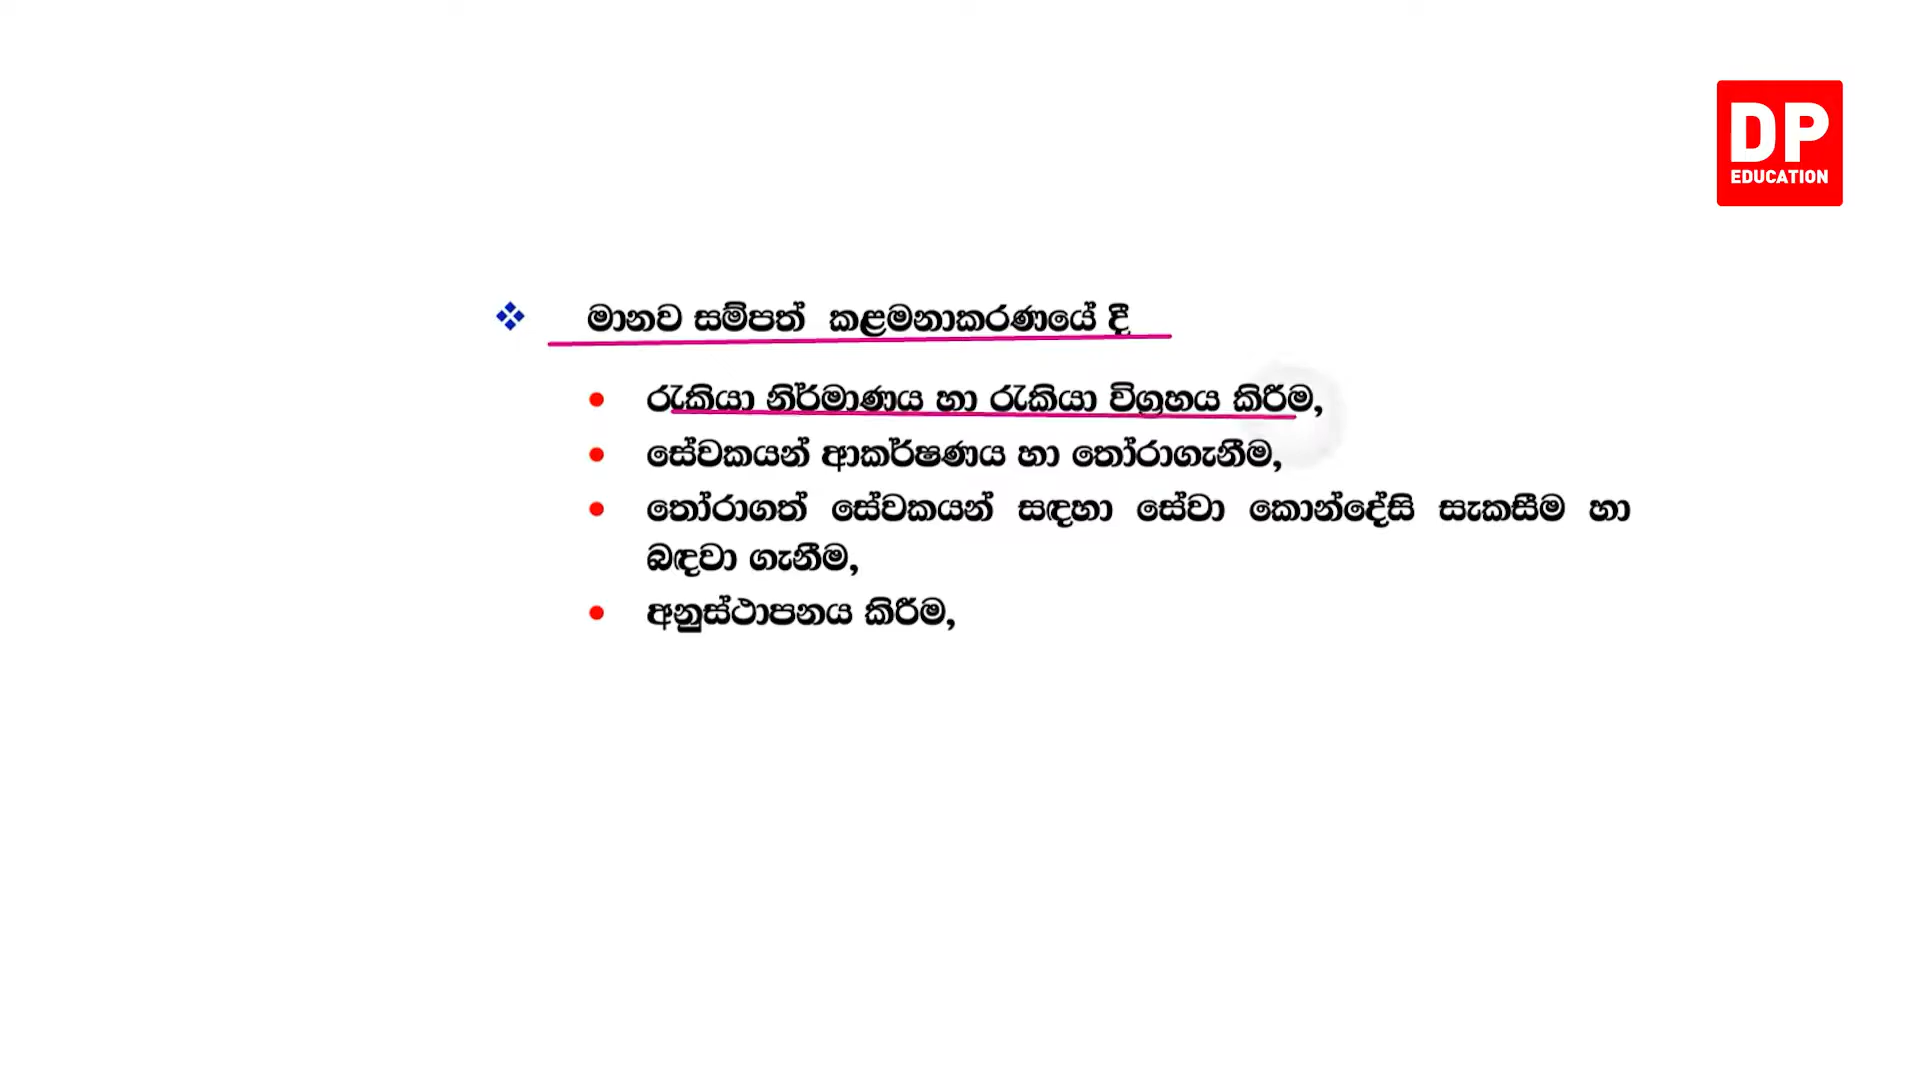 DP
EDUCATION
මානව සම්පත් කළමනාකරණයේ දී
රැකියා නිර්මාණය හා රැකියා විග්‍රහය කිරීම,
සේවකයන් ආකර්ෂණය හා තෝරාගැනීම,
තෝරාගත් සේවකයන් සඳහා සේවා කොන්දේසි සැකසීම හා
බඳවා ගැනීම,
අනුස්ථාපනය කිරීම,